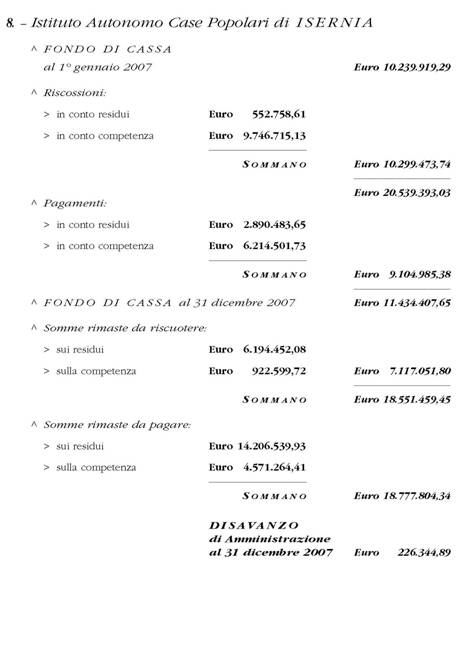 8. – Istituto Autonomo Case Popolari di ISERNIA
^ FONDO DI CASSA
al 1° gennaio 2007 Euro 10.239.919,29
^ Riscossioni:
> in conto residui Euro 552.758,61
> in conto competenza Euro 9.746.715,13
SOMMANO Euro 10.299.473,74
Euro 20.539.393,03
^ Pagamenti:
> in conto residui Euro 2.890.483,65
> in conto competenza Euro 6.214.501,73
SOMMANO Euro 9.104.985,38
^ FONDO DI CASSA al 31 dicembre 2007 Euro 11.434.407,65
^ Somme rimaste da riscuotere:
> sui residui Euro 6.194.452,08
> sulla competenza Euro 922.599,72 Euro 7.117.051,80
SOMMANO Euro 18.551.459,45
^ Somme rimaste da pagare:
> sui residui Euro 14.206.539,93
> sulla competenza Euro 4.571.264,41
SOMMANO Euro 18.777.804,34
DISAVANZO
di Amministrazione
al 31 dicembre 2007 Euro 226.344,89